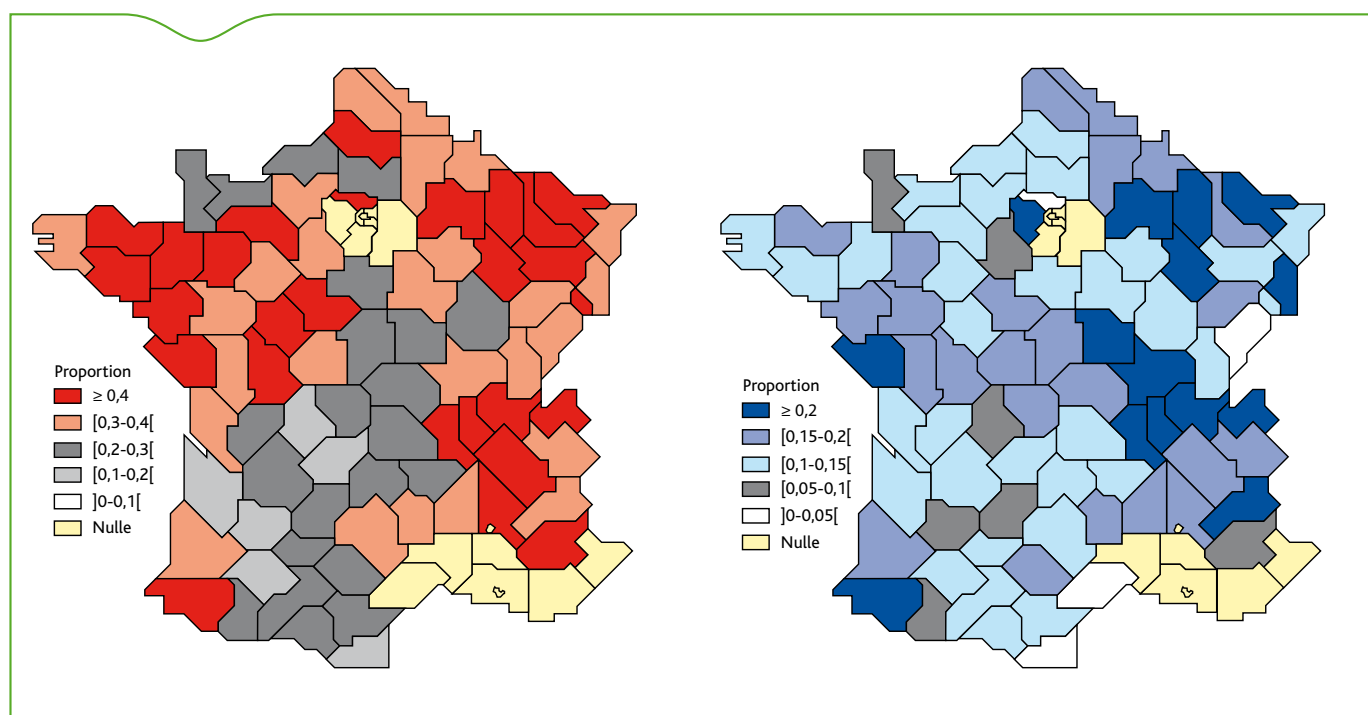 Proportion
≥ 0,4
[0,3-0,4[
[0,2-0,3[
[0,1-0,2[
]0-0,1[
Nulle
Proportion
≥ 0,2
[0,15-0,2[
[0,1-0,15[
[0,05-0,1[
]0-0,05[
Nulle